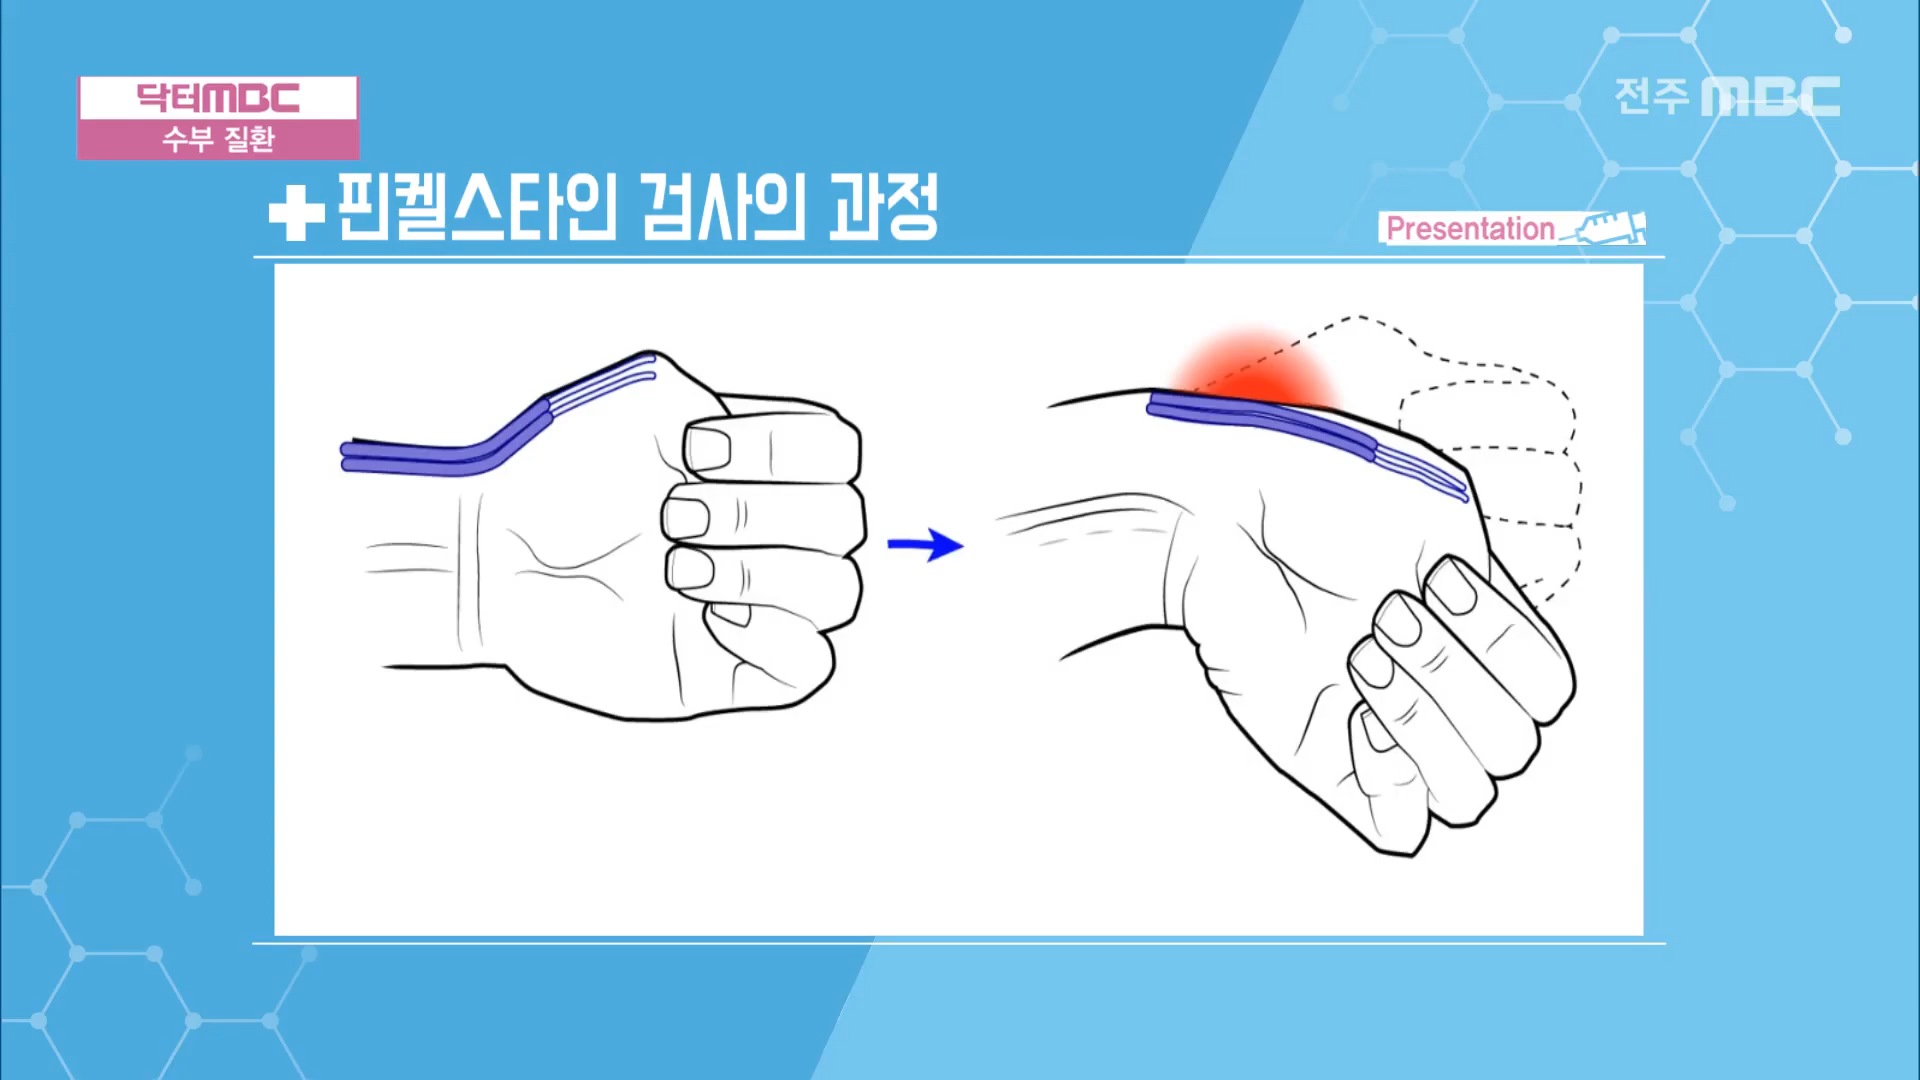 닥터MBC
수부 질환
전주 MBC
핀켈스타인 검사의 과정
Presentation